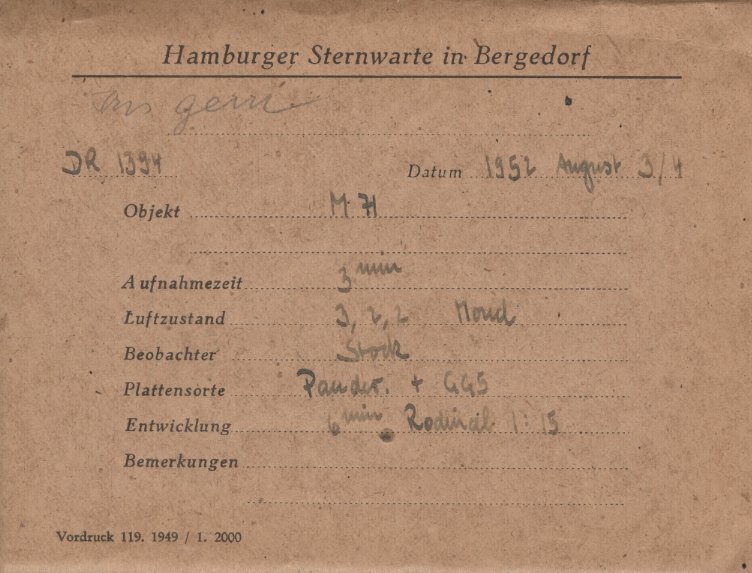 Hamburger Sternwarte in Bergedorf
DR 1394 Datum 1952 August 3/4
Objekt M 71
Aufnahmezeit 3 min
Luftzustand 3, 2, 2 Mond
Beobachter Stock
Plattensorte + GG5
Entwicklung 6 min Rodinal 1:15
Bemerkungen
Vordruck 119. 1949 / 1. 2000